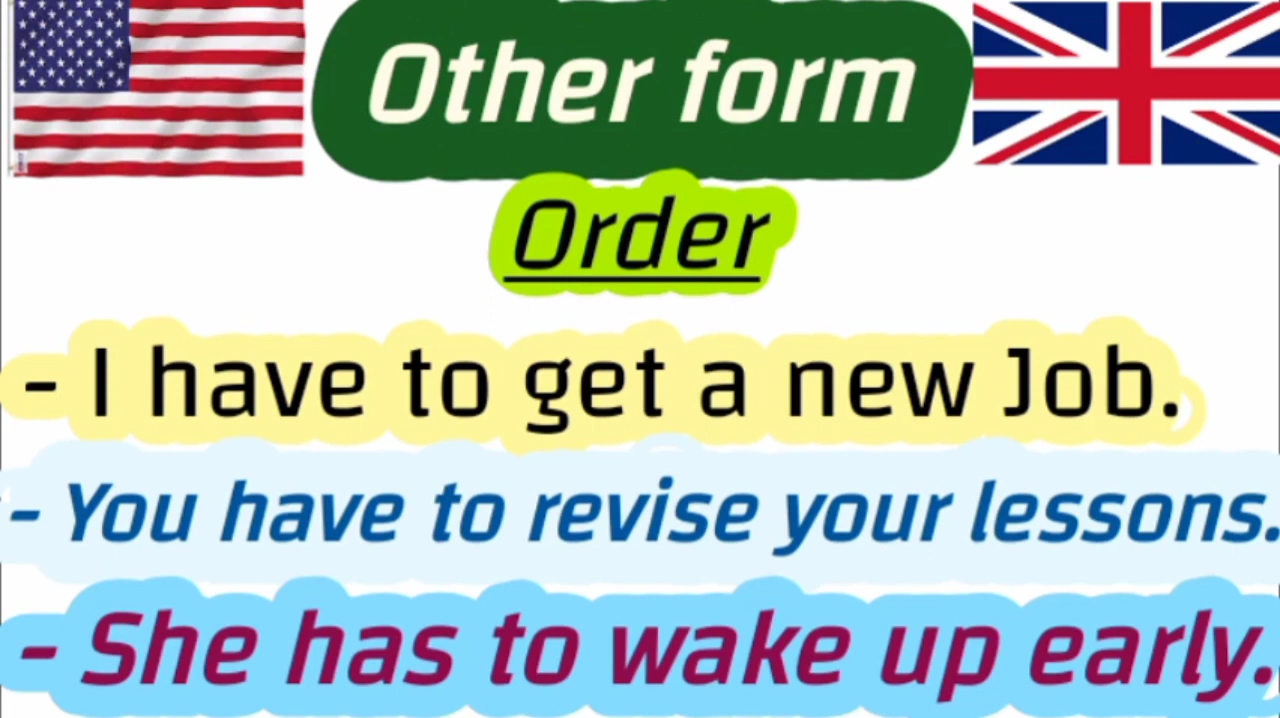 Other form
Order
- I have to get a new Job.
- You have to revise your lessons.
- She has to wake up early.